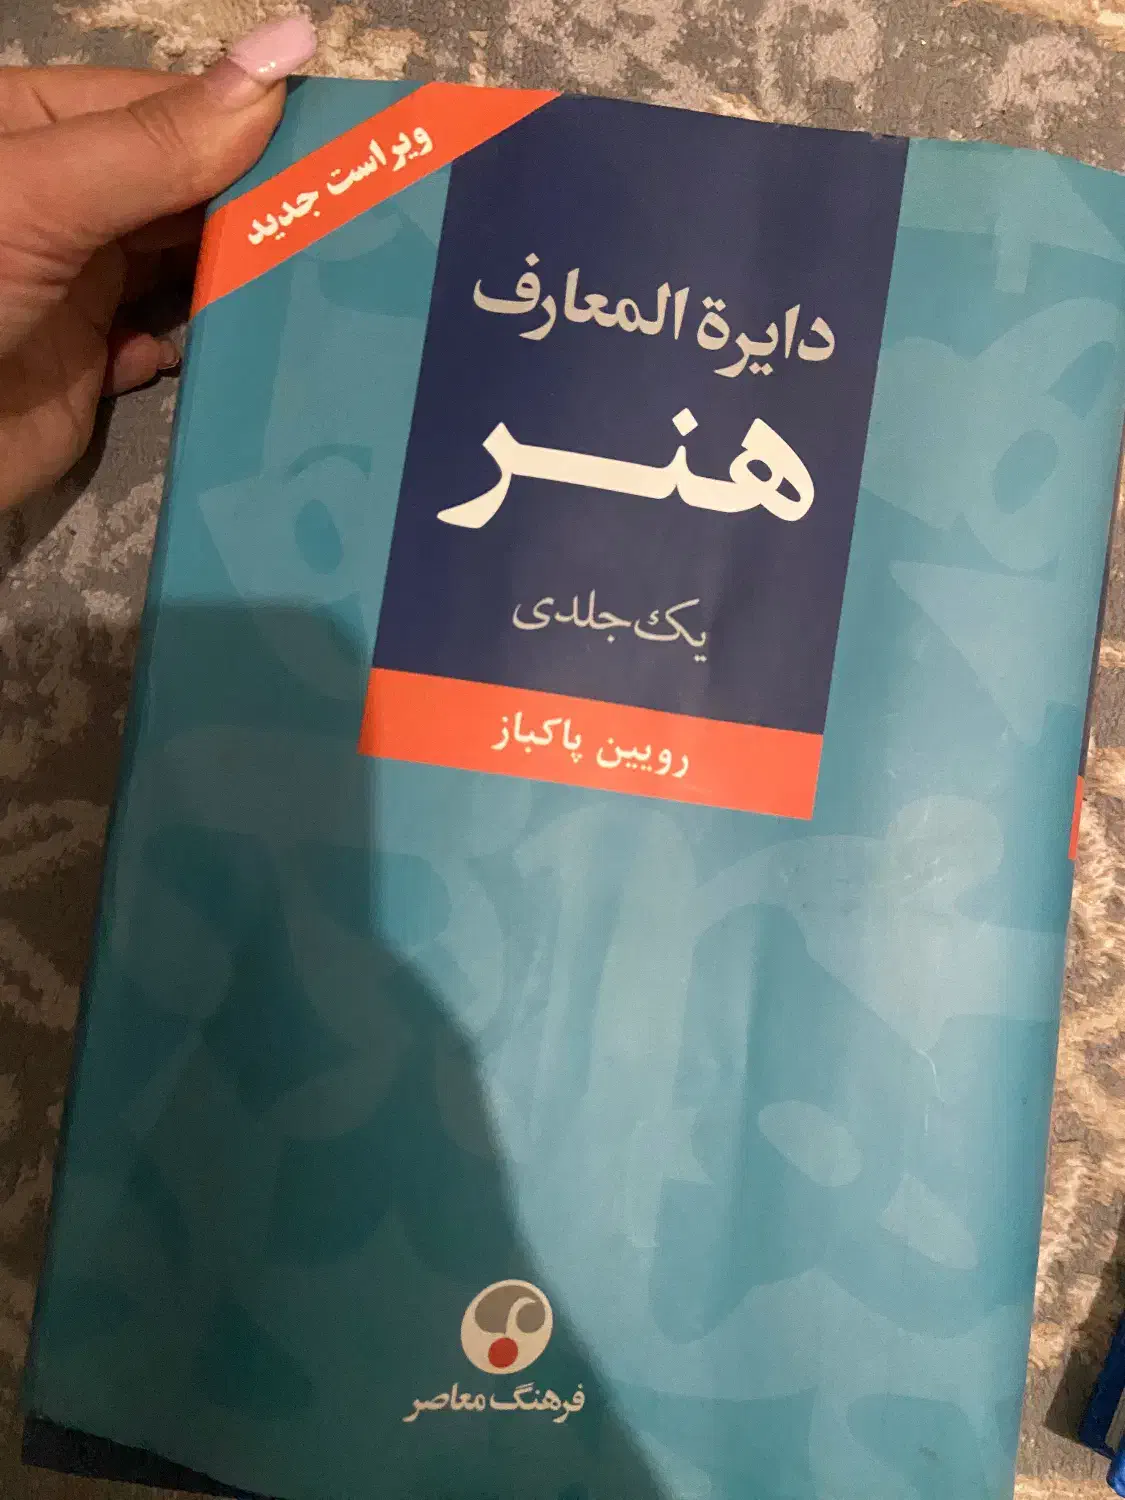 ویراست جدید
دایرة المعارف
هنر
یک‌جلدی
رویین پاکباز
فرهنگ معاصر